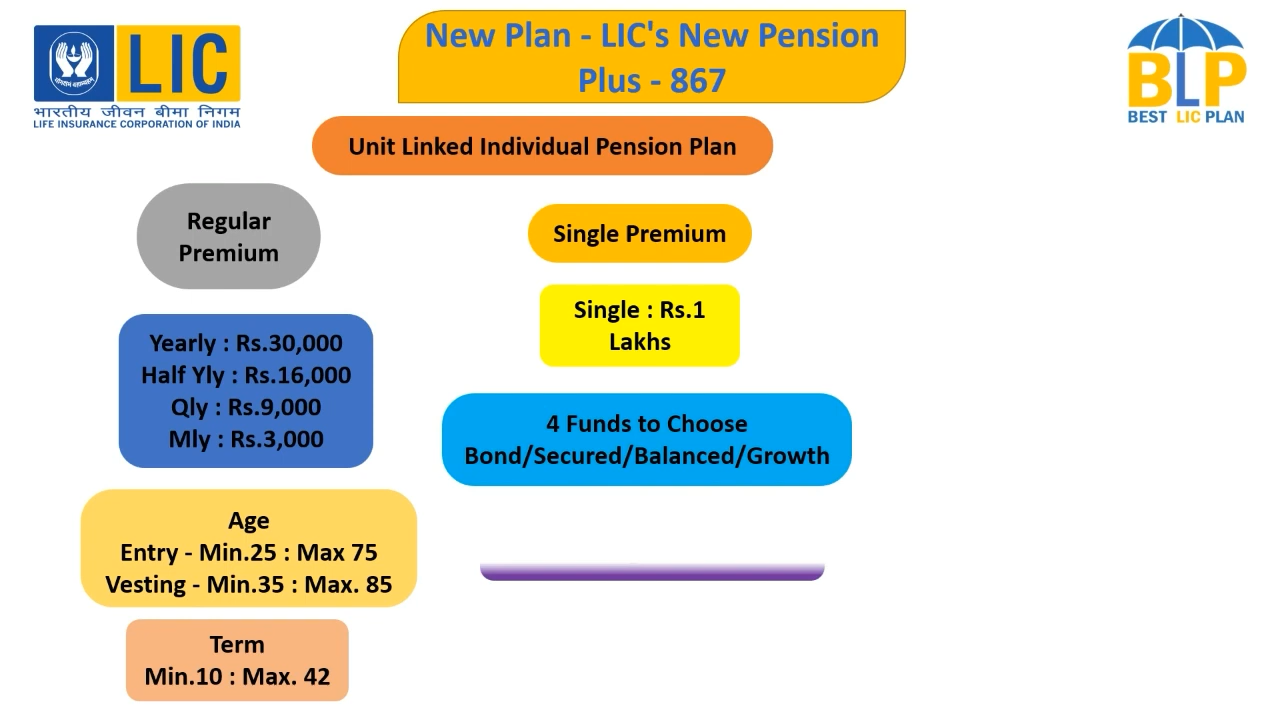 LIC
भारतीय जीवन बीमा निगम
LIFE INSURANCE CORPORATION OF INDIA
New Plan - LIC's New Pension
Plus - 867
BLP
BEST LIC PLAN
Unit Linked Individual Pension Plan
Regular
Premium
Single Premium
Yearly : Rs.30,000
Half Yly : Rs.16,000
Qly : Rs.9,000
Mly : Rs.3,000
Single : Rs.1
Lakhs
4 Funds to Choose
Bond/Secured/Balanced/Growth
Age
Entry - Min.25 : Max 75
Vesting - Min.35 : Max. 85
Term
Min.10 : Max. 42